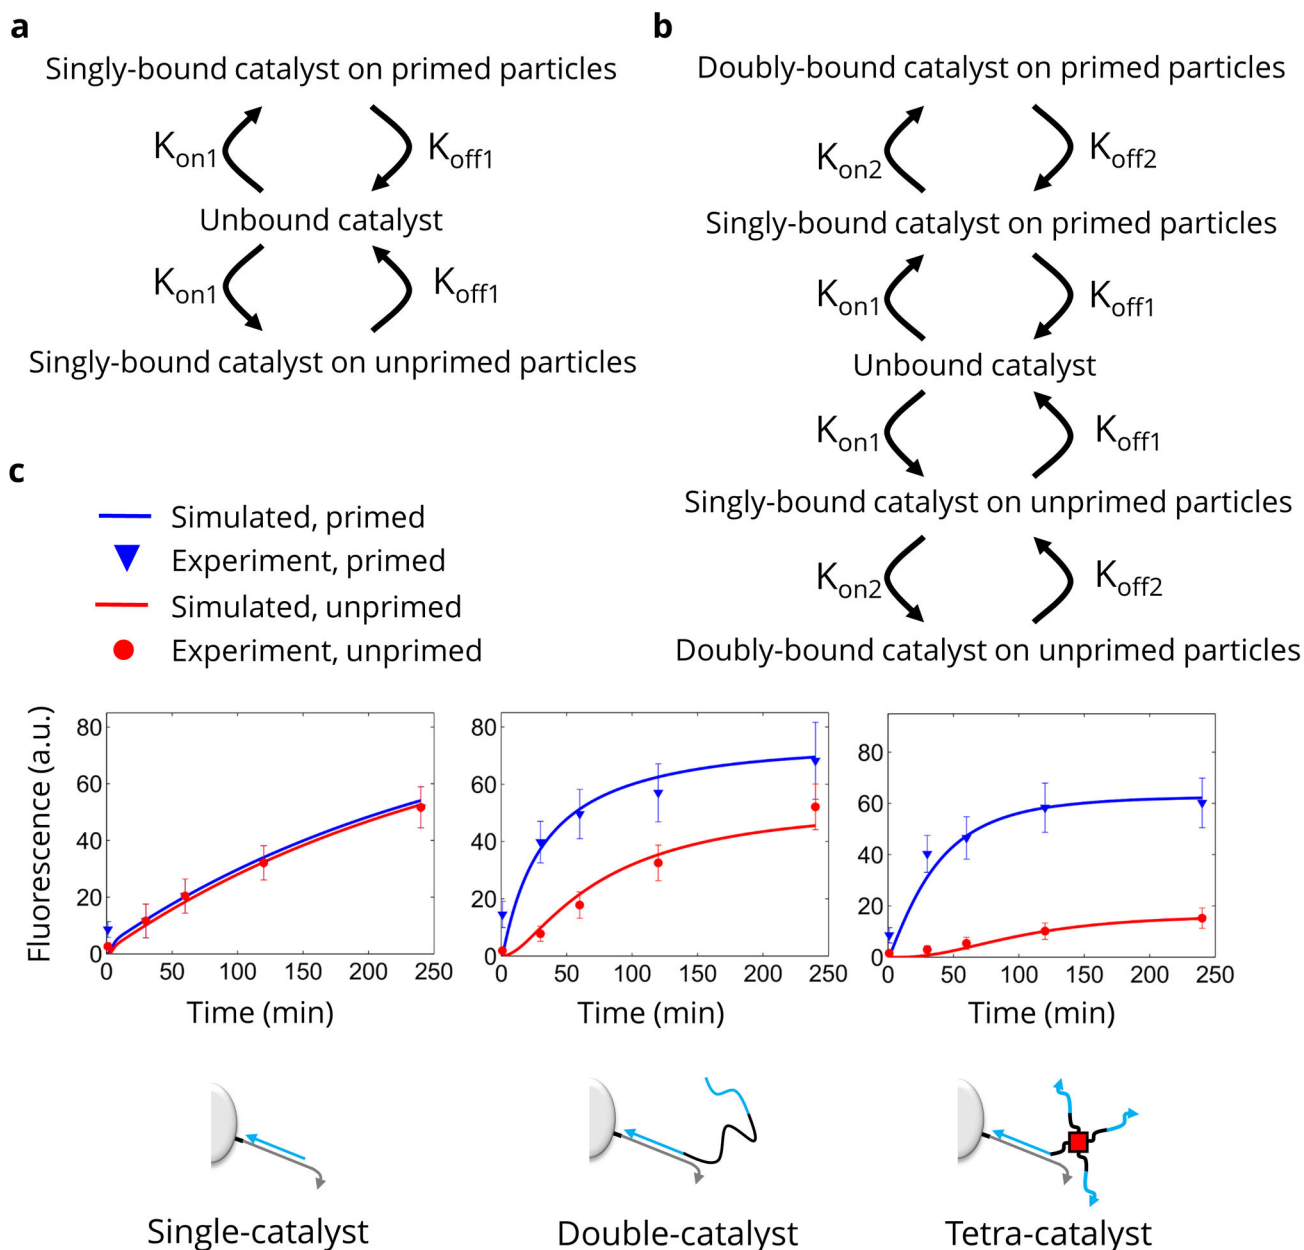 a
Singly-bound catalyst on primed particles
Kon1
Koff1
Unbound catalyst
Kon1
Koff1
Singly-bound catalyst on unprimed particles
b
Doubly-bound catalyst on primed particles
Kon2
Koff2
Singly-bound catalyst on primed particles
Kon1
Koff1
Unbound catalyst
Kon1
Koff1
Singly-bound catalyst on unprimed particles
Kon2
Koff2
Doubly-bound catalyst on unprimed particles
c
Simulated, primed
Experiment, primed
Simulated, unprimed
Experiment, unprimed
Fluorescence (a.u.)
80
60
40
20
0
0 50 100 150 200 250
Time (min)
80
60
40
20
0
0 50 100 150 200 250
Time (min)
80
60
40
20
0
0 50 100 150 200 250
Time (min)
Single-catalyst
Double-catalyst
Tetra-catalyst